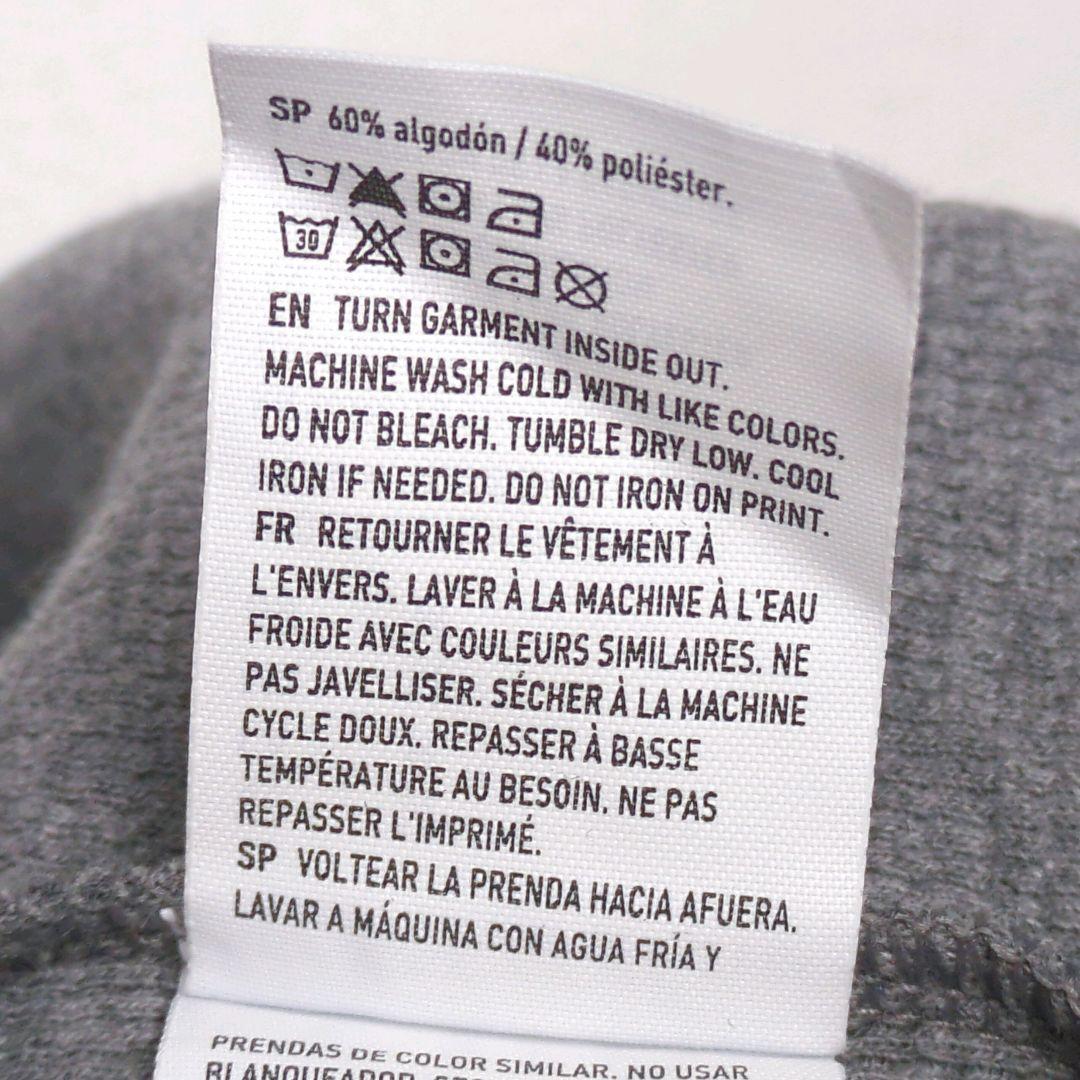 SP 60% algodón / 40% poliéster.
30
EN TURN GARMENT INSIDE OUT.
MACHINE WASH COLD WITH LIKE COLORS.
DO NOT BLEACH. TUMBLE DRY LOW. COOL
IRON IF NEEDED. DO NOT IRON ON PRINT.
FR RETOURNER LE VÊTEMENT À
L'ENVERS. LAVER À LA MACHINE À L'EAU
FROIDE AVEC COULEURS SIMILAIRES. NE
PAS JAVELLISER. SÉCHER À LA MACHINE
CYCLE DOUX. REPASSER À BASSE
TEMPÉRATURE AU BESOIN. NE PAS
REPASSER L'IMPRIMÉ.
SP VOLTEAR LA PRENDA HACIA AFUERA.
LAVAR A MÁQUINA CON AGUA FRÍA Y
PRENDAS DE COLOR SIMILAR. NO USAR
BLANQUEADOR.